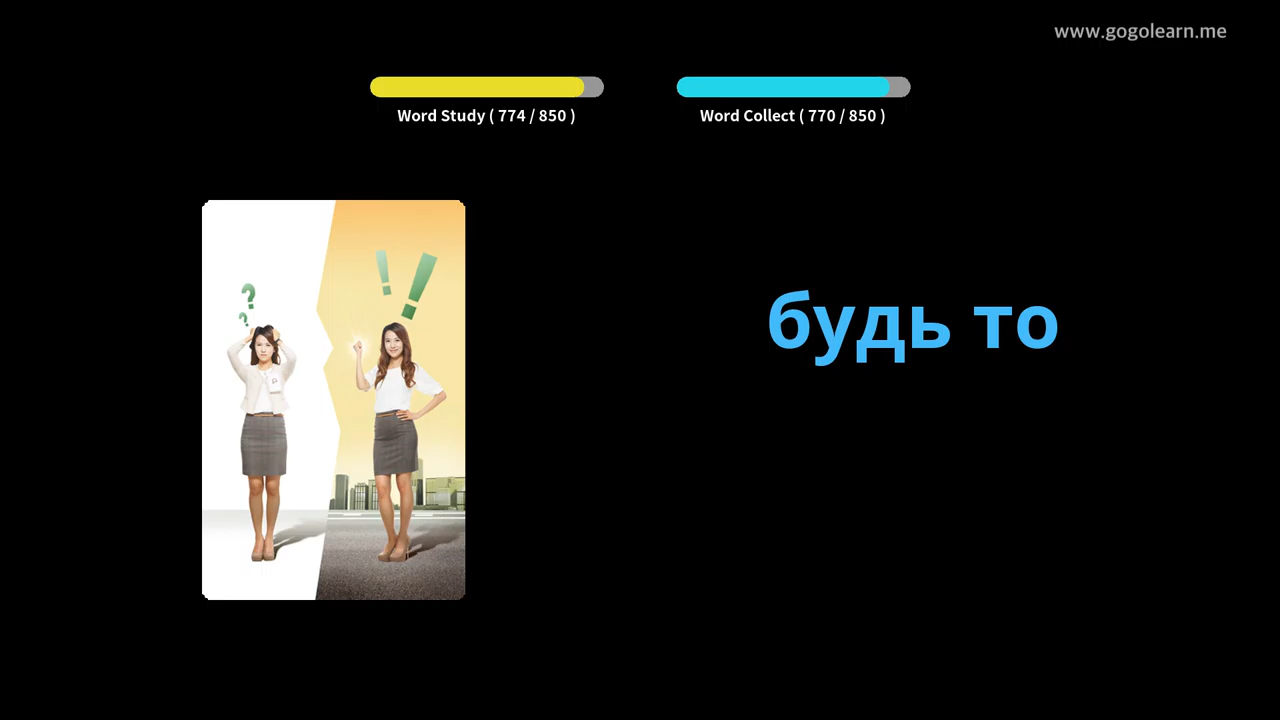 www.gogolearn.me
Word Study ( 774 / 850 )
Word Collect ( 770 / 850 )
будь то
? ?
! !